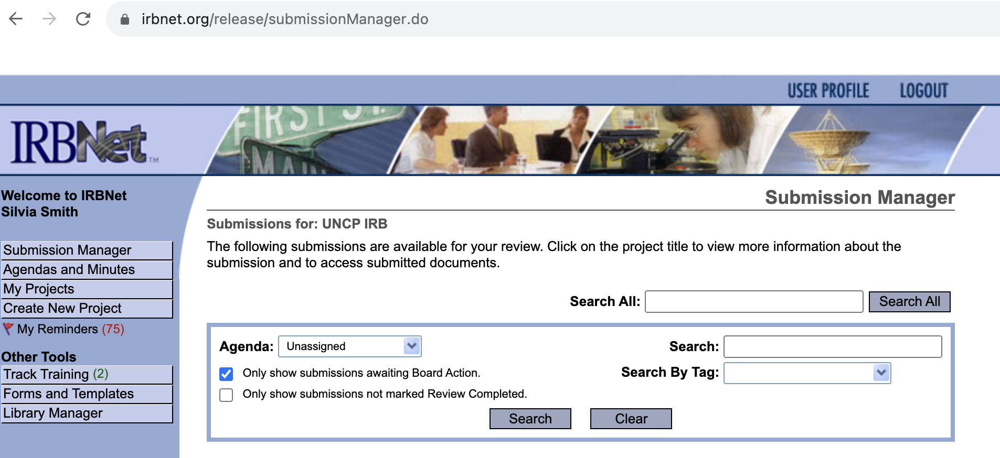 irbnet.org/release/submissionManager.do
USER PROFILE LOGOUT
IRBNet™
FIRST ST.
MAIN
Welcome to IRBNet
Silvia Smith
Submission Manager
Agendas and Minutes
My Projects
Create New Project
My Reminders (75)
Other Tools
Track Training (2)
Forms and Templates
Library Manager
Submission Manager
Submissions for: UNCP IRB
The following submissions are available for your review. Click on the project title to view more information about the
submission and to access submitted documents.
Search All: Search All
Agenda: Unassigned
Only show submissions awaiting Board Action.
Only show submissions not marked Review Completed.
Search:
Search By Tag:
Search Clear